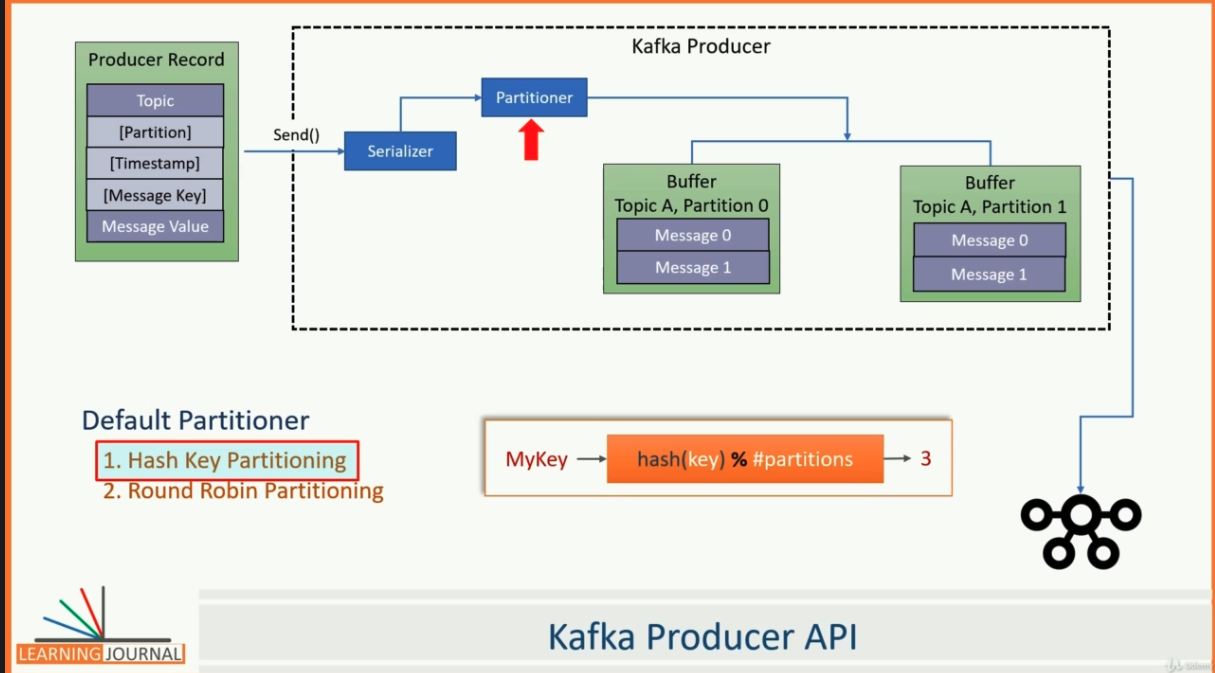 Kafka Producer
Producer Record
Topic
[Partition]
[Timestamp]
[Message Key]
Message Value
Send()
Serializer
Partitioner
Buffer
Topic A, Partition 0
Message 0
Message 1
Buffer
Topic A, Partition 1
Message 0
Message 1
Default Partitioner
1. Hash Key Partitioning
2. Round Robin Partitioning
MyKey
hash(key) % #partitions
3
LEARNING JOURNAL
Kafka Producer API
Udemy